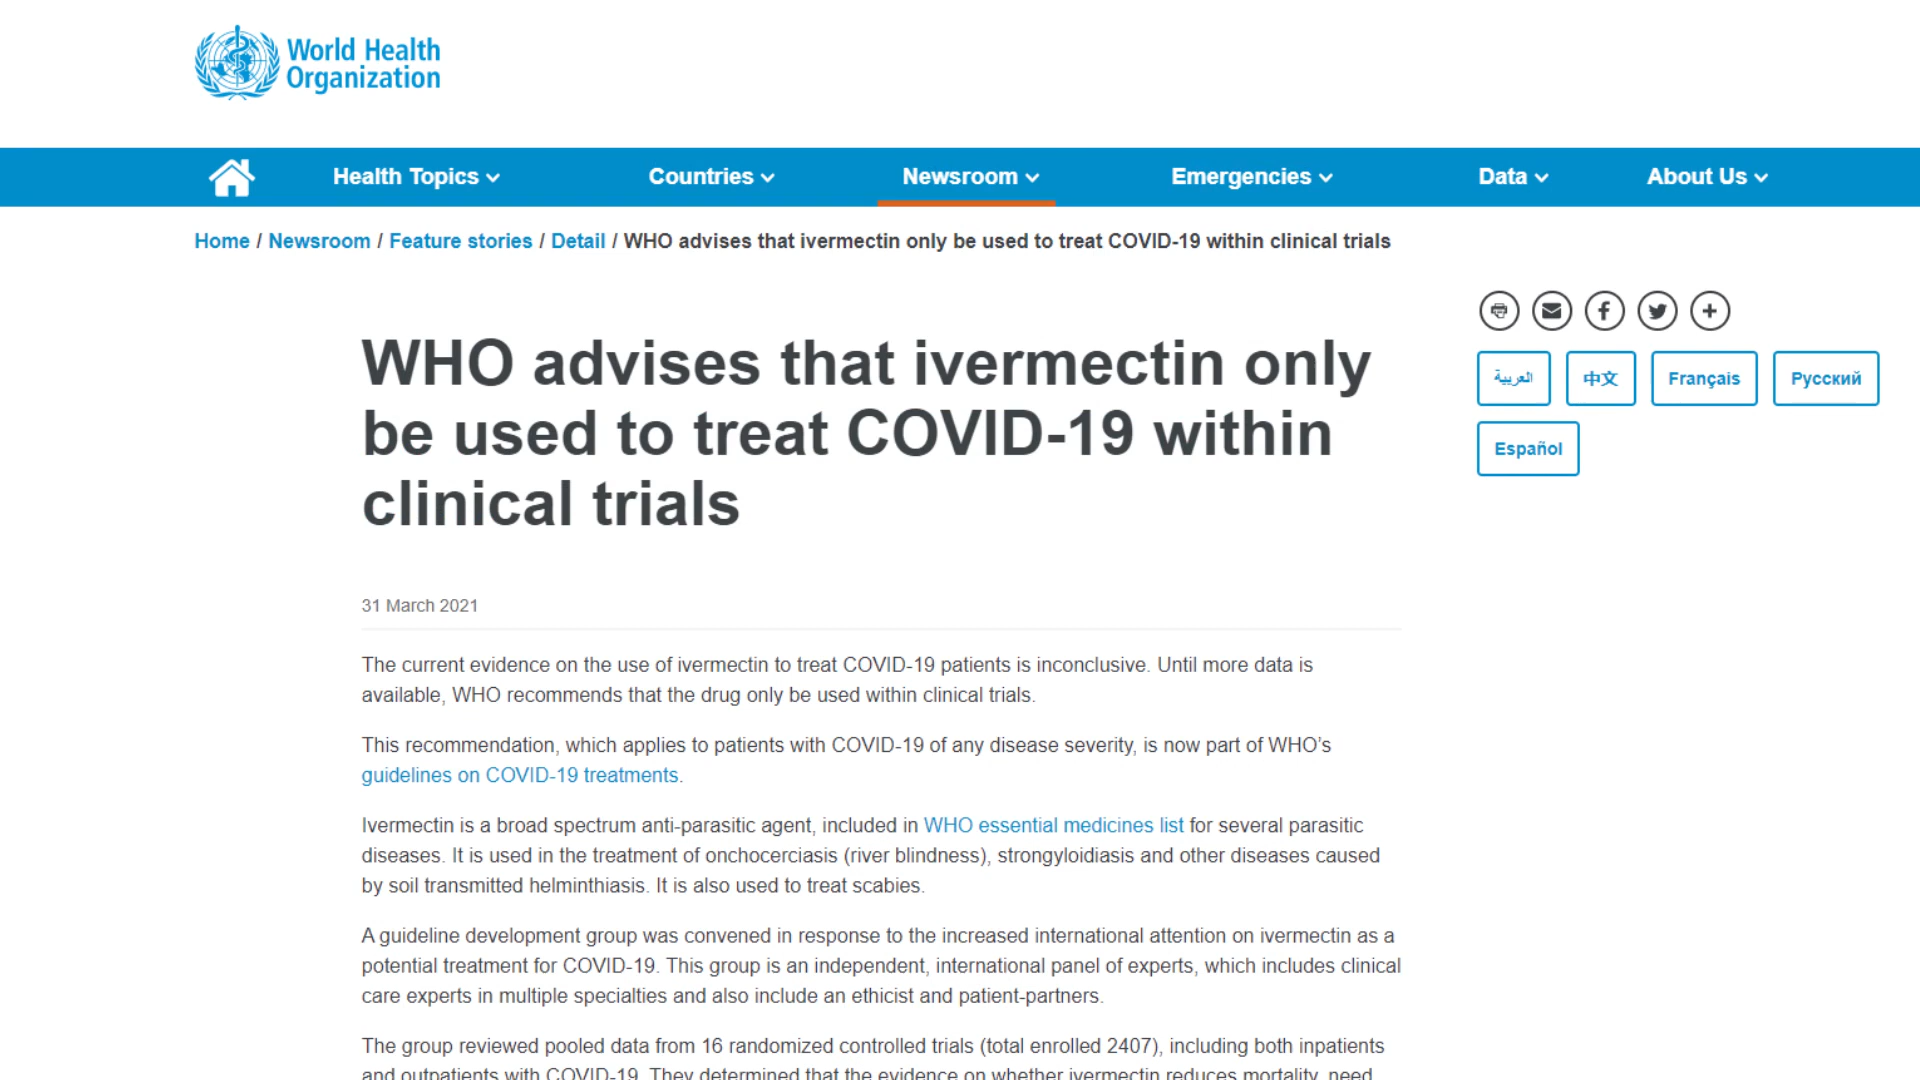 World Health
Organization
Health Topics
Countries
Newsroom
Emergencies
Data
About Us
Home / Newsroom / Feature stories / Detail / WHO advises that ivermectin only be used to treat COVID-19 within clinical trials
WHO advises that ivermectin only
be used to treat COVID-19 within
clinical trials
العربية
中文
Français
Русский
Español
31 March 2021
The current evidence on the use of ivermectin to treat COVID-19 patients is inconclusive. Until more data is
available, WHO recommends that the drug only be used within clinical trials.
This recommendation, which applies to patients with COVID-19 of any disease severity, is now part of WHO’s
guidelines on COVID-19 treatments.
Ivermectin is a broad spectrum anti-parasitic agent, included in WHO essential medicines list for several parasitic
diseases. It is used in the treatment of onchocerciasis (river blindness), strongyloidiasis and other diseases caused
by soil transmitted helminthiasis. It is also used to treat scabies.
A guideline development group was convened in response to the increased international attention on ivermectin as a
potential treatment for COVID-19. This group is an independent, international panel of experts, which includes clinical
care experts in multiple specialties and also include an ethicist and patient-partners.
The group reviewed pooled data from 16 randomized controlled trials (total enrolled 2407), including both inpatients
and outpatients with COVID-19. They determined that the evidence on whether ivermectin reduces mortality, need